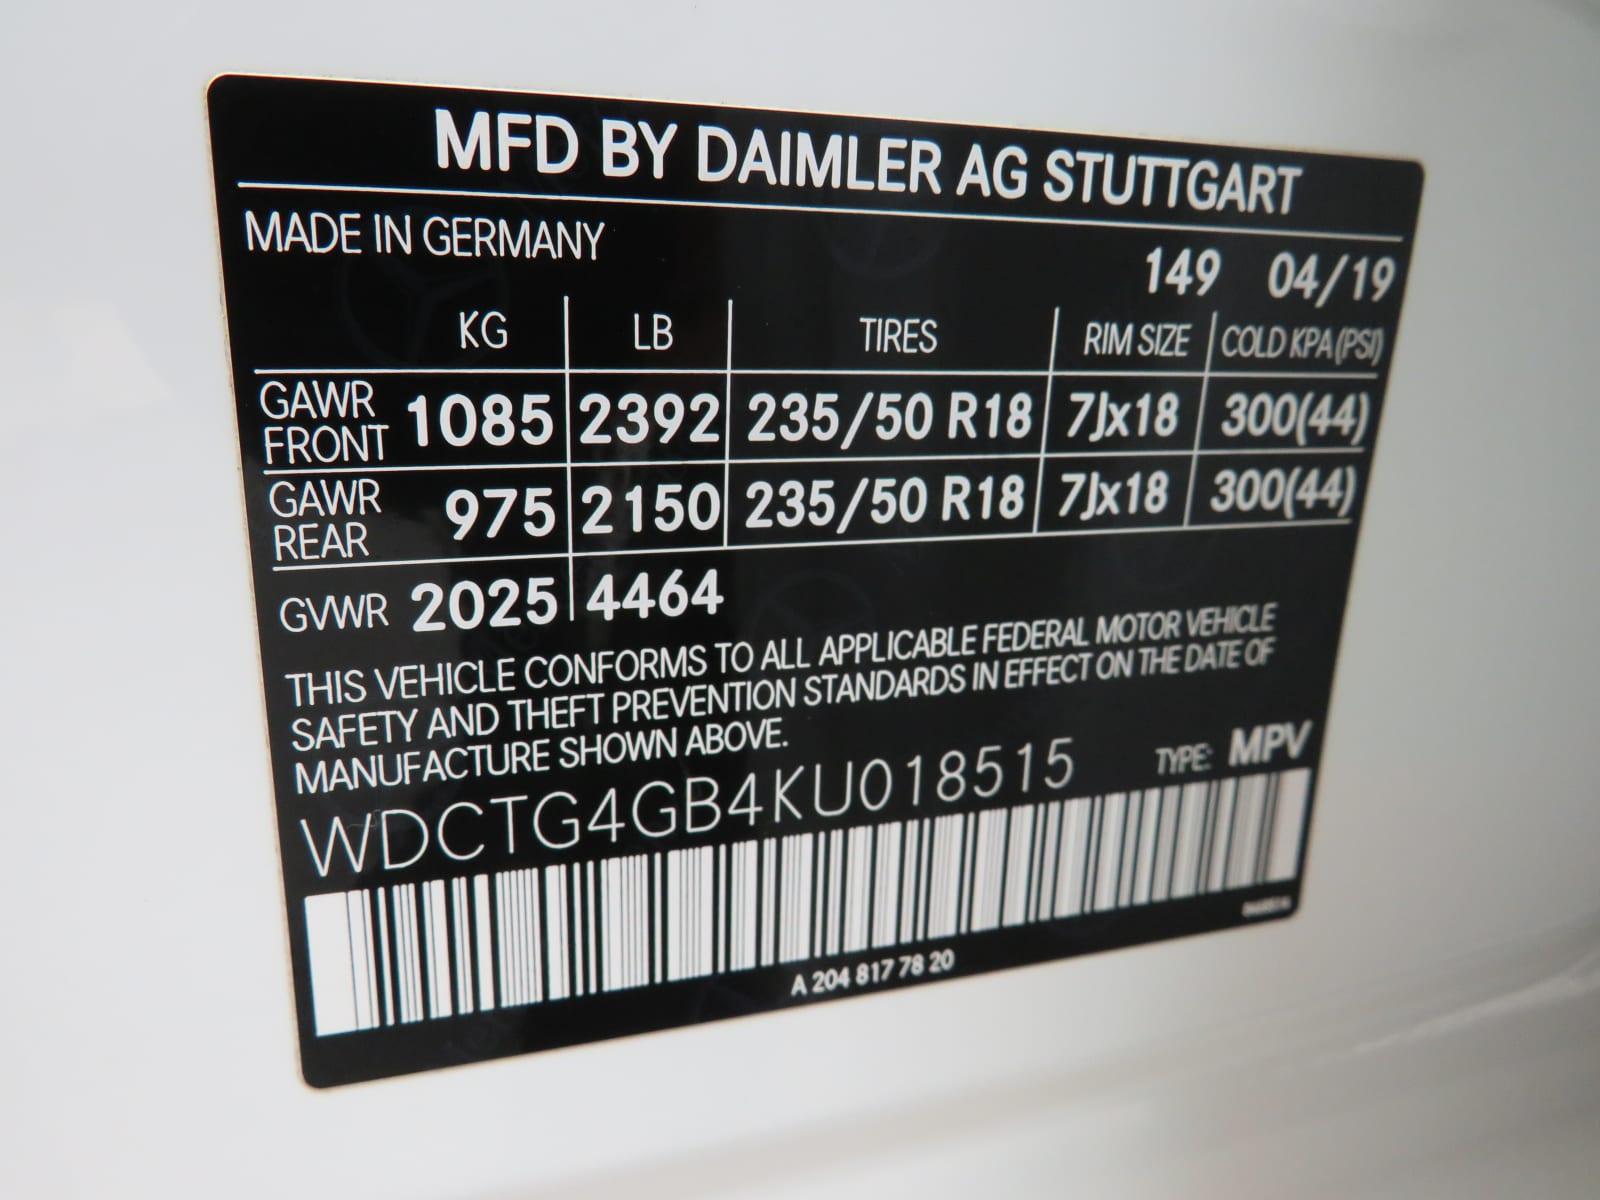 MFD BY DAIMLER AG STUTTGART
MADE IN GERMANY
149 04/19
KG LB TIRES RIM SIZE COLD KPA(PSI)
GAWR FRONT 1085 2392 235/50 R18 7Jx18 300(44)
GAWR REAR 975 2150 235/50 R18 7Jx18 300(44)
GVWR 2025 4464
THIS VEHICLE CONFORMS TO ALL APPLICABLE FEDERAL MOTOR VEHICLE
SAFETY AND THEFT PREVENTION STANDARDS IN EFFECT ON THE DATE OF
MANUFACTURE SHOWN ABOVE.
WDCTG4GB4KU018515 TYPE: MPV
A 204 817 78 20